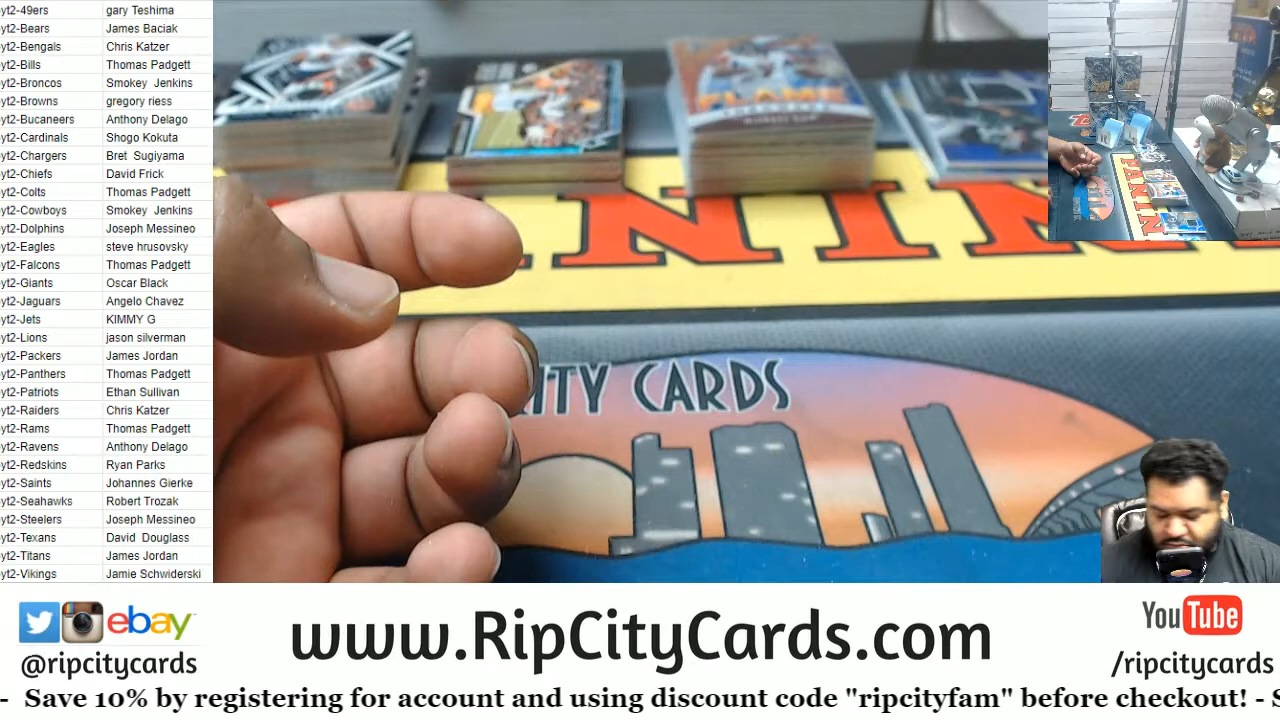 yt2-49ers gary Teshima
yt2-Bears James Baciak
yt2-Bengals Chris Katzer
yt2-Bills Thomas Padgett
yt2-Broncos Smokey Jenkins
yt2-Browns gregory riess
yt2-Bucaneers Anthony Delago
yt2-Cardinals Shogo Kokuta
yt2-Chargers Bret Sugiyama
yt2-Chiefs David Frick
yt2-Colts Thomas Padgett
yt2-Cowboys Smokey Jenkins
yt2-Dolphins Joseph Messineo
yt2-Eagles steve hrusovsky
yt2-Falcons Thomas Padgett
yt2-Giants Oscar Black
yt2-Jaguars Angelo Chavez
yt2-Jets KIMMY G
yt2-Lions jason silverman
yt2-Packers James Jordan
yt2-Panthers Thomas Padgett
yt2-Patriots Ethan Sullivan
yt2-Raiders Chris Katzer
yt2-Rams Thomas Padgett
yt2-Ravens Anthony Delago
yt2-Redskins Ryan Parks
yt2-Saints Johannes Gierke
yt2-Seahawks Robert Trozak
yt2-Steelers Joseph Messineo
yt2-Texans David Douglass
yt2-Titans James Jordan
yt2-Vikings Jamie Schwiderski
FLAME
ININ
PANINI
ITY CARDS
ebay
@ripcitycards
www.RipCityCards.com
YouTube
/ripcitycards
- Save 10% by registering for account and using discount code "ripcityfam" before checkout! - S